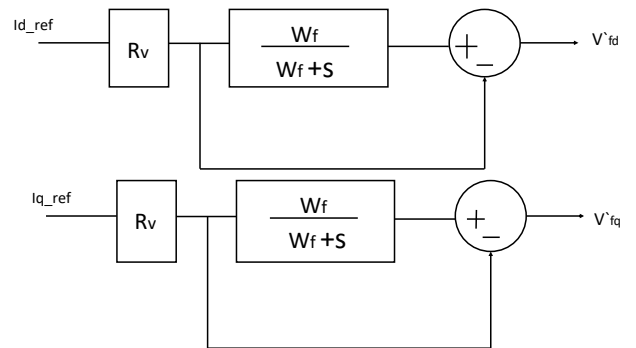 Id_ref
Rv
Wf
Wf +s
+
_
V`fd
Iq_ref
Rv
Wf
Wf +s
+
_
V`fq